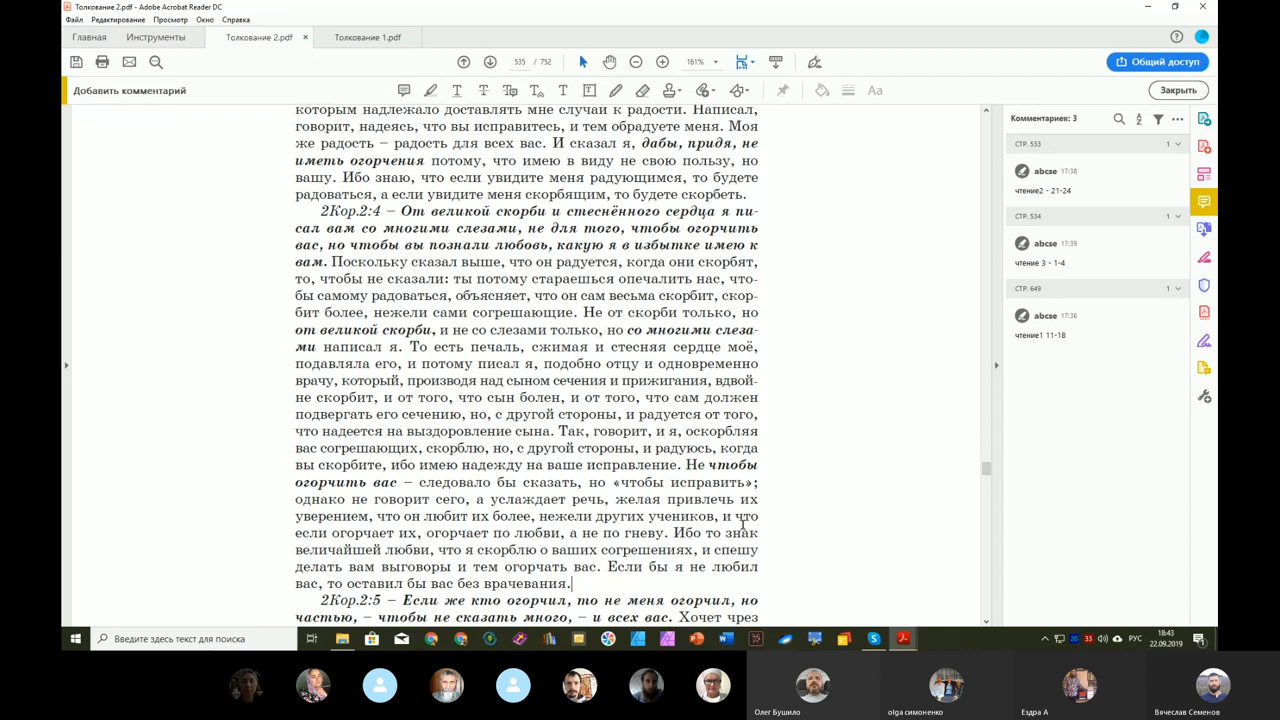 Толкование 2.pdf - Adobe Acrobat Reader DC
Файл Редактирование Просмотр Окно Справка
Главная Инструменты Толкование 2.pdf × Толкование 1.pdf
535 / 752 161% Общий доступ
Добавить комментарий Закрыть
которым надлежало доставлять мне случаи к радости. Написал,
говорит, надеясь, что вы исправитесь, и тем обрадуете меня. Моя
же радость – радость для всех вас. И сказал я, дабы, придя, не
иметь огорчения потому, что имею в виду не свою пользу, но
вашу. Ибо знаю, что если увидите меня радующимся, то будете
радоваться, а если увидите меня скорбящим, то будете скорбеть.
2Кор.2:4 – От великой скорби и стеснённого сердца я пи-
сал вам со многими слезами, не для того, чтобы огорчить
вас, но чтобы вы познали любовь, какую я в избытке имею к
вам. Поскольку сказал выше, что он радуется, когда они скорбят,
то, чтобы не сказали: ты потому стараешься опечалить нас, что-
бы самому радоваться, объясняет, что он сам весьма скорбит, скор-
бит более, нежели сами согрешающие. Не от скорби только, но
от великой скорби, и не со слезами только, но со многими слеза-
ми написал я. То есть печаль, сжимая и стесняя сердце моё,
подавляла его, и потому писал я, подобно отцу и одновременно
врачу, который, производя над сыном сечения и прижигания, вдвой-
не скорбит, и от того, что сын болен, и от того, что сам должен
подвергать его сечению, но, с другой стороны, и радуется от того,
что надеется на выздоровление сына. Так, говорит, и я, оскорбляя
вас согрешающих, скорблю, но, с другой стороны, и радуюсь, когда
вы скорбите, ибо имею надежду на ваше исправление. Не чтобы
огорчить вас – следовало бы сказать, но «чтобы исправить»;
однако не говорит сего, а услаждает речь, желая привлечь их
уверением, что он любит их более, нежели других учеников, и что
если огорчает их, огорчает по любви, а не по гневу. Ибо то знак
величайшей любви, что я скорблю о ваших согрешениях, и спешу
делать вам выговоры и тем огорчать вас. Если бы я не любил
вас, то оставил бы вас без врачевания.
2Кор.2:5 – Если же кто огорчил, то не меня огорчил, но
частью, – чтобы не сказать много, – и всех вас. Хочет чрез
Комментариев: 3
СТР. 533 1
abcse 17:38
чтение2 - 21-24
СТР. 534 1
abcse 17:39
чтение 3 - 1-4
СТР. 649 1
abcse 17:36
чтение1 11-18
Введите здесь текст для поиска
20 33 РУС 18:43
22.09.2019 1
Олег Бушило olga симоненко Ездра А Вячеслав Семенов